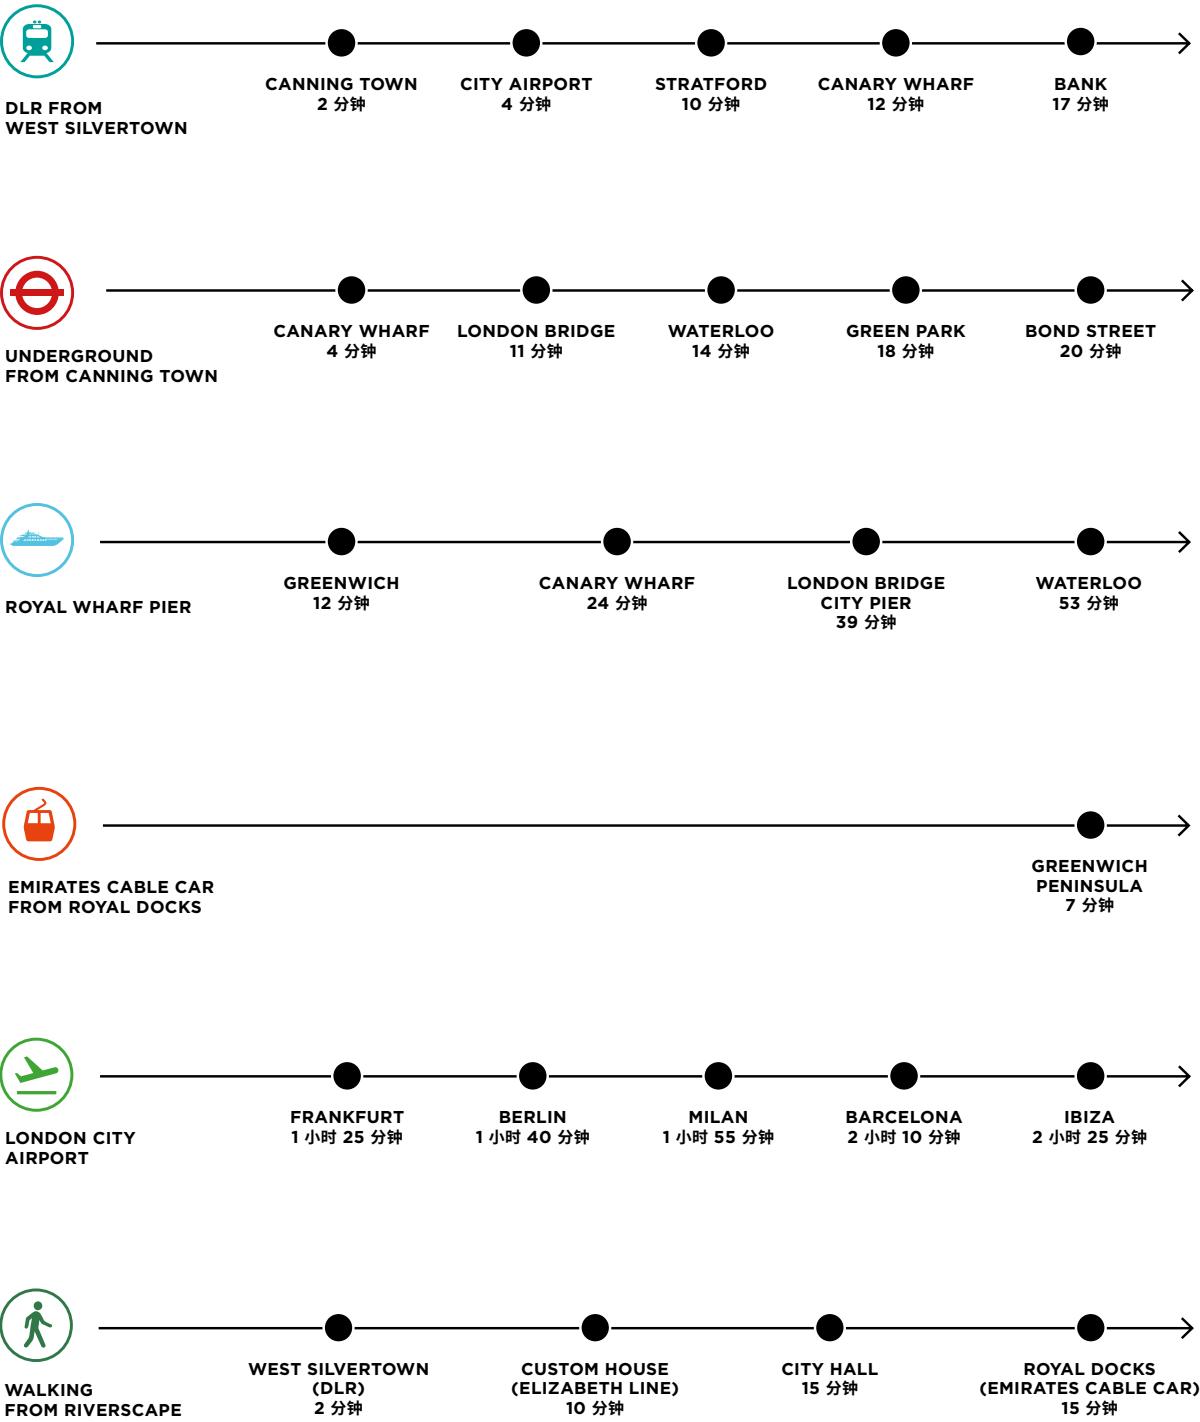 DLR FROM
WEST SILVERTOWN
CANNING TOWN
2 分钟
CITY AIRPORT
4 分钟
STRATFORD
10 分钟
CANARY WHARF
12 分钟
BANK
17 分钟
UNDERGROUND
FROM CANNING TOWN
CANARY WHARF
4 分钟
LONDON BRIDGE
11 分钟
WATERLOO
14 分钟
GREEN PARK
18 分钟
BOND STREET
20 分钟
ROYAL WHARF PIER
GREENWICH
12 分钟
CANARY WHARF
24 分钟
LONDON BRIDGE
CITY PIER
39 分钟
WATERLOO
53 分钟
EMIRATES CABLE CAR
FROM ROYAL DOCKS
GREENWICH
PENINSULA
7 分钟
LONDON CITY
AIRPORT
FRANKFURT
1 小时 25 分钟
BERLIN
1 小时 40 分钟
MILAN
1 小时 55 分钟
BARCELONA
2 小时 10 分钟
IBIZA
2 小时 25 分钟
WALKING
FROM RIVERSCAPE
WEST SILVERTOWN
(DLR)
2 分钟
CUSTOM HOUSE
(ELIZABETH LINE)
10 分钟
CITY HALL
15 分钟
ROYAL DOCKS
(EMIRATES CABLE CAR)
15 分钟